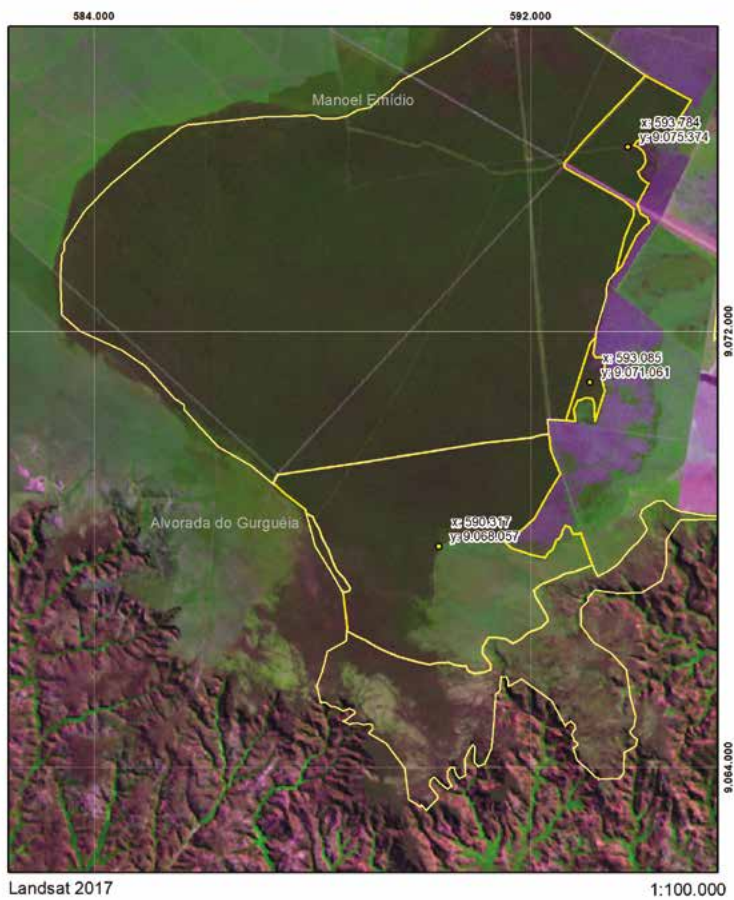 584.000
592.000
Manoel Emídio
x: 593.784
y: 9.075.374
9.072.000
x: 593.085
y: 9.071.061
Alvorada do Gurguéia
x: 590.317
y: 9.068.057
9.064.000
Landsat 2017
1:100.000